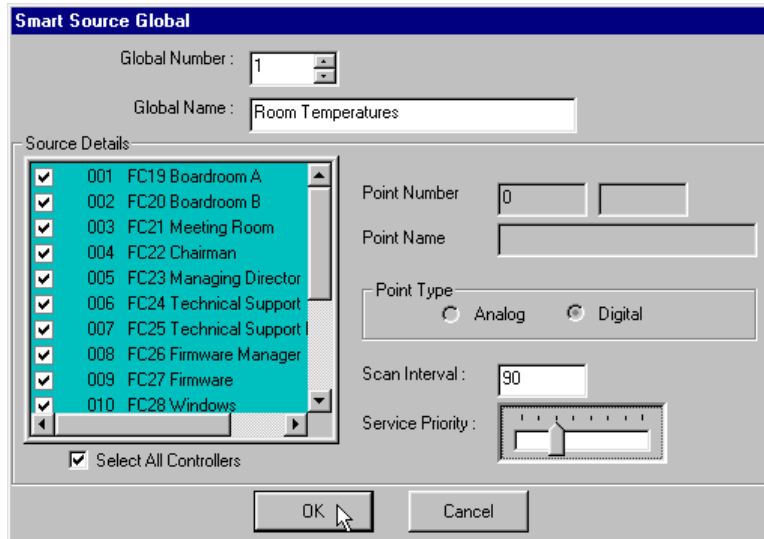 Smart Source Global
Global Number : 1
Global Name : Room Temperatures
Source Details
001 FC19 Boardroom A
002 FC20 Boardroom B
003 FC21 Meeting Room
004 FC22 Chairman
005 FC23 Managing Director
006 FC24 Technical Support
007 FC25 Technical Support
008 FC26 Firmware Manager
009 FC27 Firmware
010 FC28 Windows
Select All Controllers
Point Number 0
Point Name
Point Type
Analog Digital
Scan Interval : 90
Service Priority :
OK Cancel